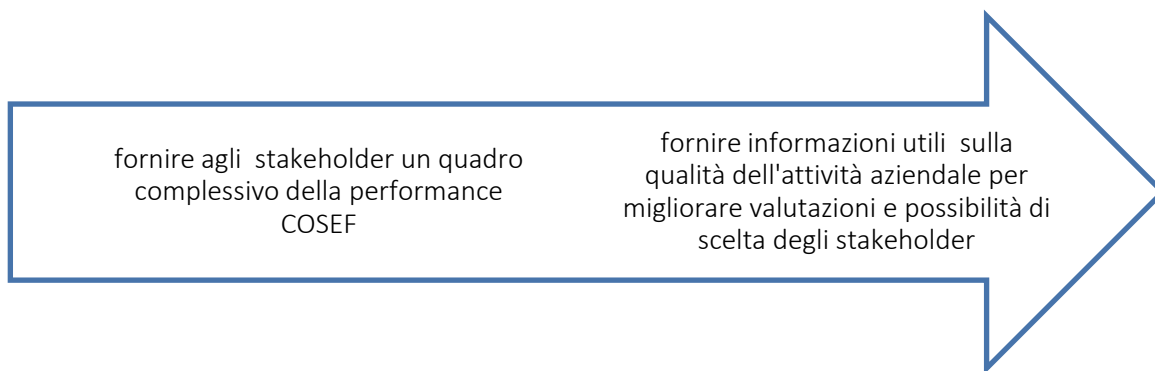 fornire agli stakeholder un quadro
complessivo della performance
COSEF
fornire informazioni utili sulla
qualità dell'attività aziendale per
migliorare valutazioni e possibilità di
scelta degli stakeholder